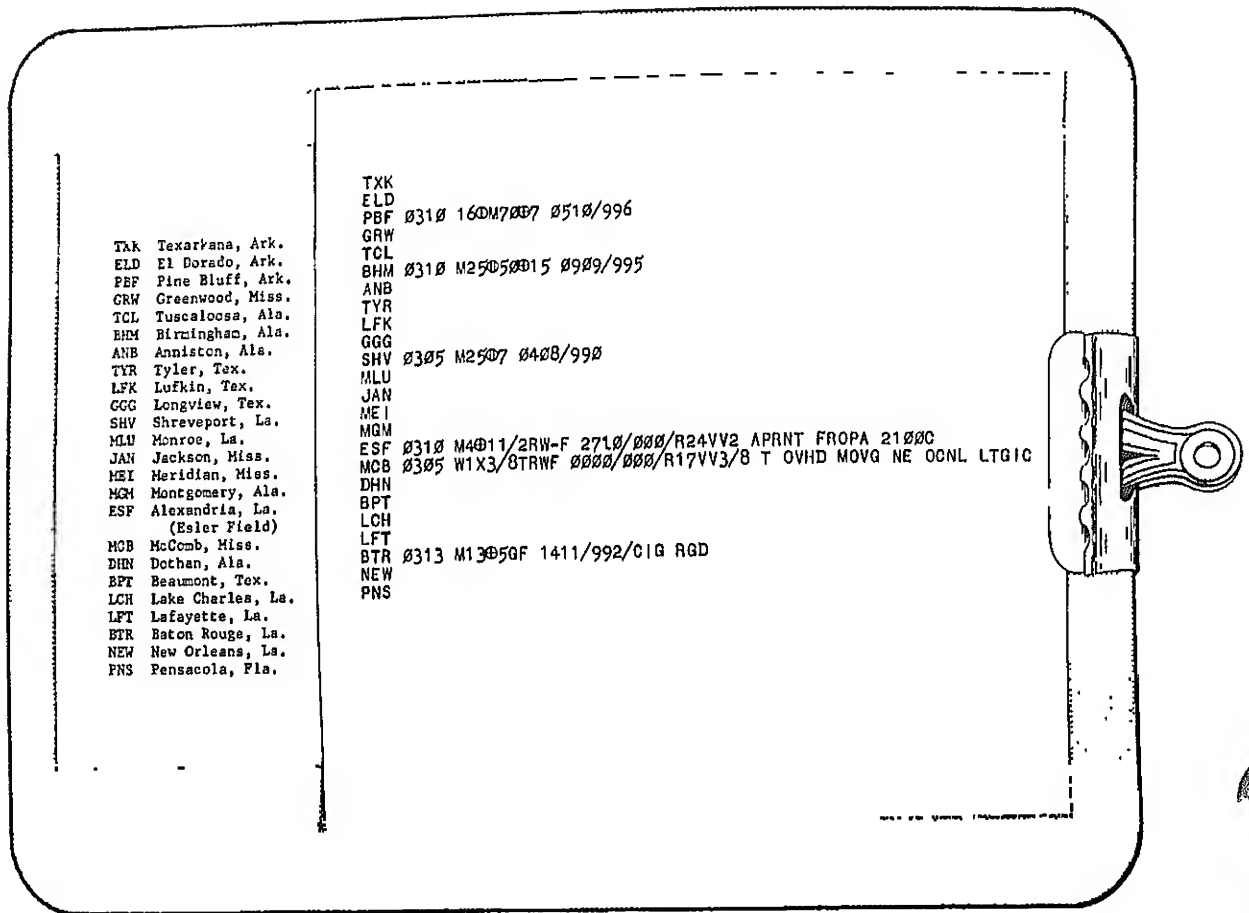 TXK Texarkana, Ark.
ELD El Dorado, Ark.
PBF Pine Bluff, Ark.
GRW Greenwood, Miss.
TCL Tuscaloosa, Ala.
BHM Birmingham, Ala.
ANB Anniston, Ala.
TYR Tyler, Tex.
LFK Lufkin, Tex.
GGG Longview, Tex.
SHV Shreveport, La.
MLU Monroe, La.
JAN Jackson, Miss.
MEI Meridian, Miss.
MGM Montgomery, Ala.
ESF Alexandria, La.
(Esler Field)
MCB McComb, Miss.
DHN Dothan, Ala.
BPT Beaumont, Tex.
LCH Lake Charles, La.
LFT Lafayette, La.
BTR Baton Rouge, La.
NEW New Orleans, La.
PNS Pensacola, Fla.
TXK
ELD
PBF Ø31Ø 16⦶M7Ø⊕7 Ø51Ø/996
GRW
TCL
BHM Ø31Ø M25⦶5Ø⊕15 Ø9Ø9/995
ANB
TYR
LFK
GGG
SHV Ø3Ø5 M25⦶7 Ø4Ø8/99Ø
MLU
JAN
MEI
MGM
ESF Ø31Ø M4⊕11/2RW-F 271Ø/ØØØ/R24VV2 APRNT FROPA 21ØØC
MCB Ø3Ø5 W1X3/8TRWF ØØØØ/ØØØ/R17VV3/8 T OVHD MOVG NE OCNL LTGIC
DHN
BPT
LCH
LFT
BTR Ø313 M13⊕5GF 1411/992/CIG RGD
NEW
PNS